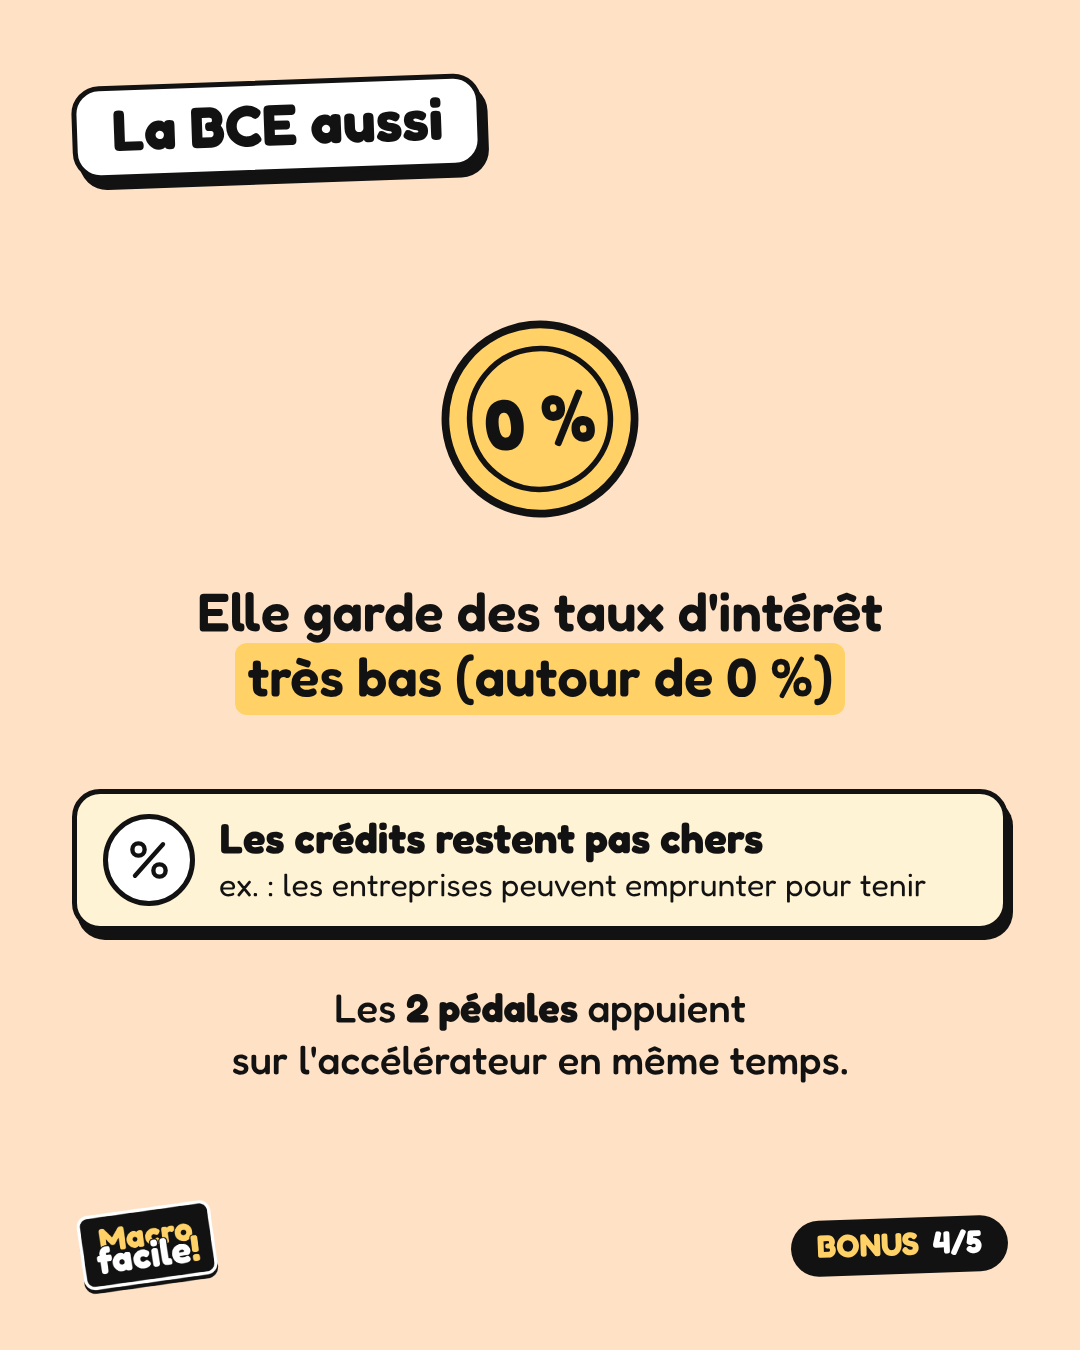 La BCE aussi
0 %
Elle garde des taux d'intérêt
très bas (autour de 0 %)
%
Les crédits restent pas chers
ex. : les entreprises peuvent emprunter pour tenir
Les 2 pédales appuient
sur l'accélérateur en même temps.
Macro
facile!
BONUS 4/5